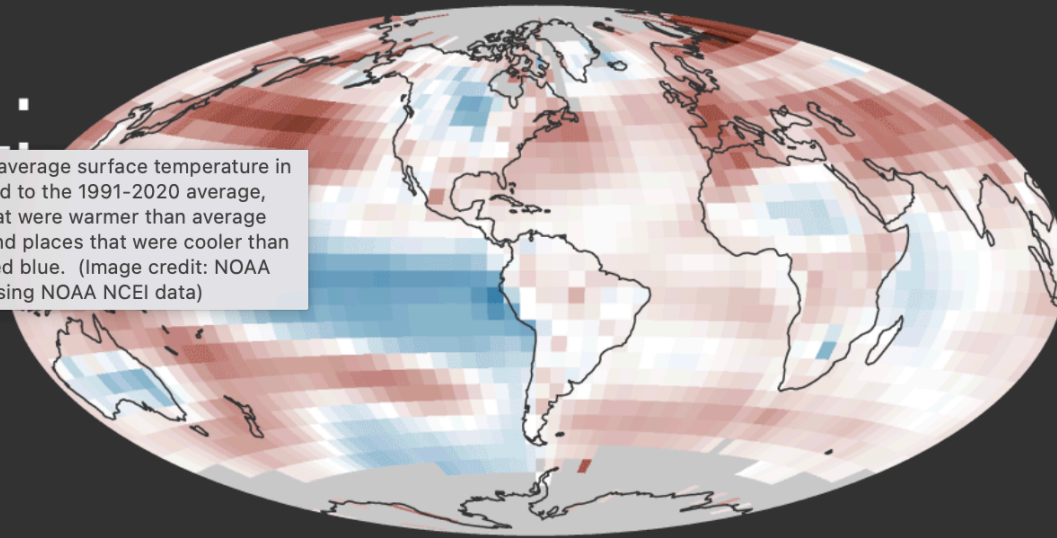 average surface temperature in
d to the 1991-2020 average,
at were warmer than average
nd places that were cooler than
ed blue. (Image credit: NOAA
sing NOAA NCEI data)